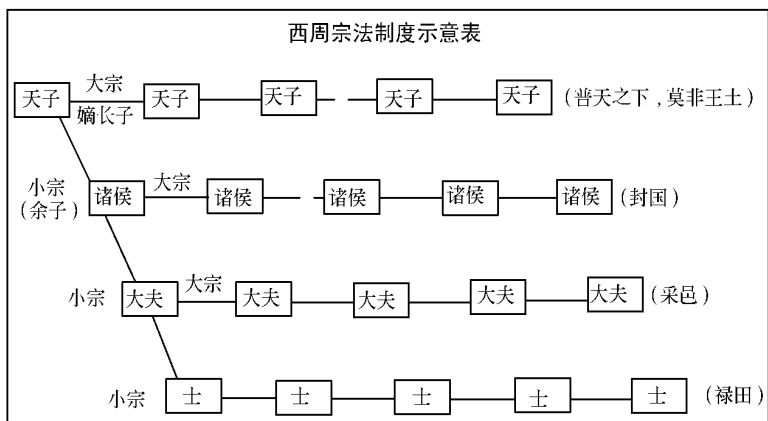 西周宗法制度示意表
大宗
天子 嫡长子 天子 天子 天子 天子 (普天之下,莫非王土)
小宗 大宗
(余子) 诸侯 诸侯 诸侯 诸侯 诸侯 (封国)
大宗
小宗 大夫 大夫 大夫 大夫 大夫 (采邑)
小宗 士 士 士 士 士 (禄田)